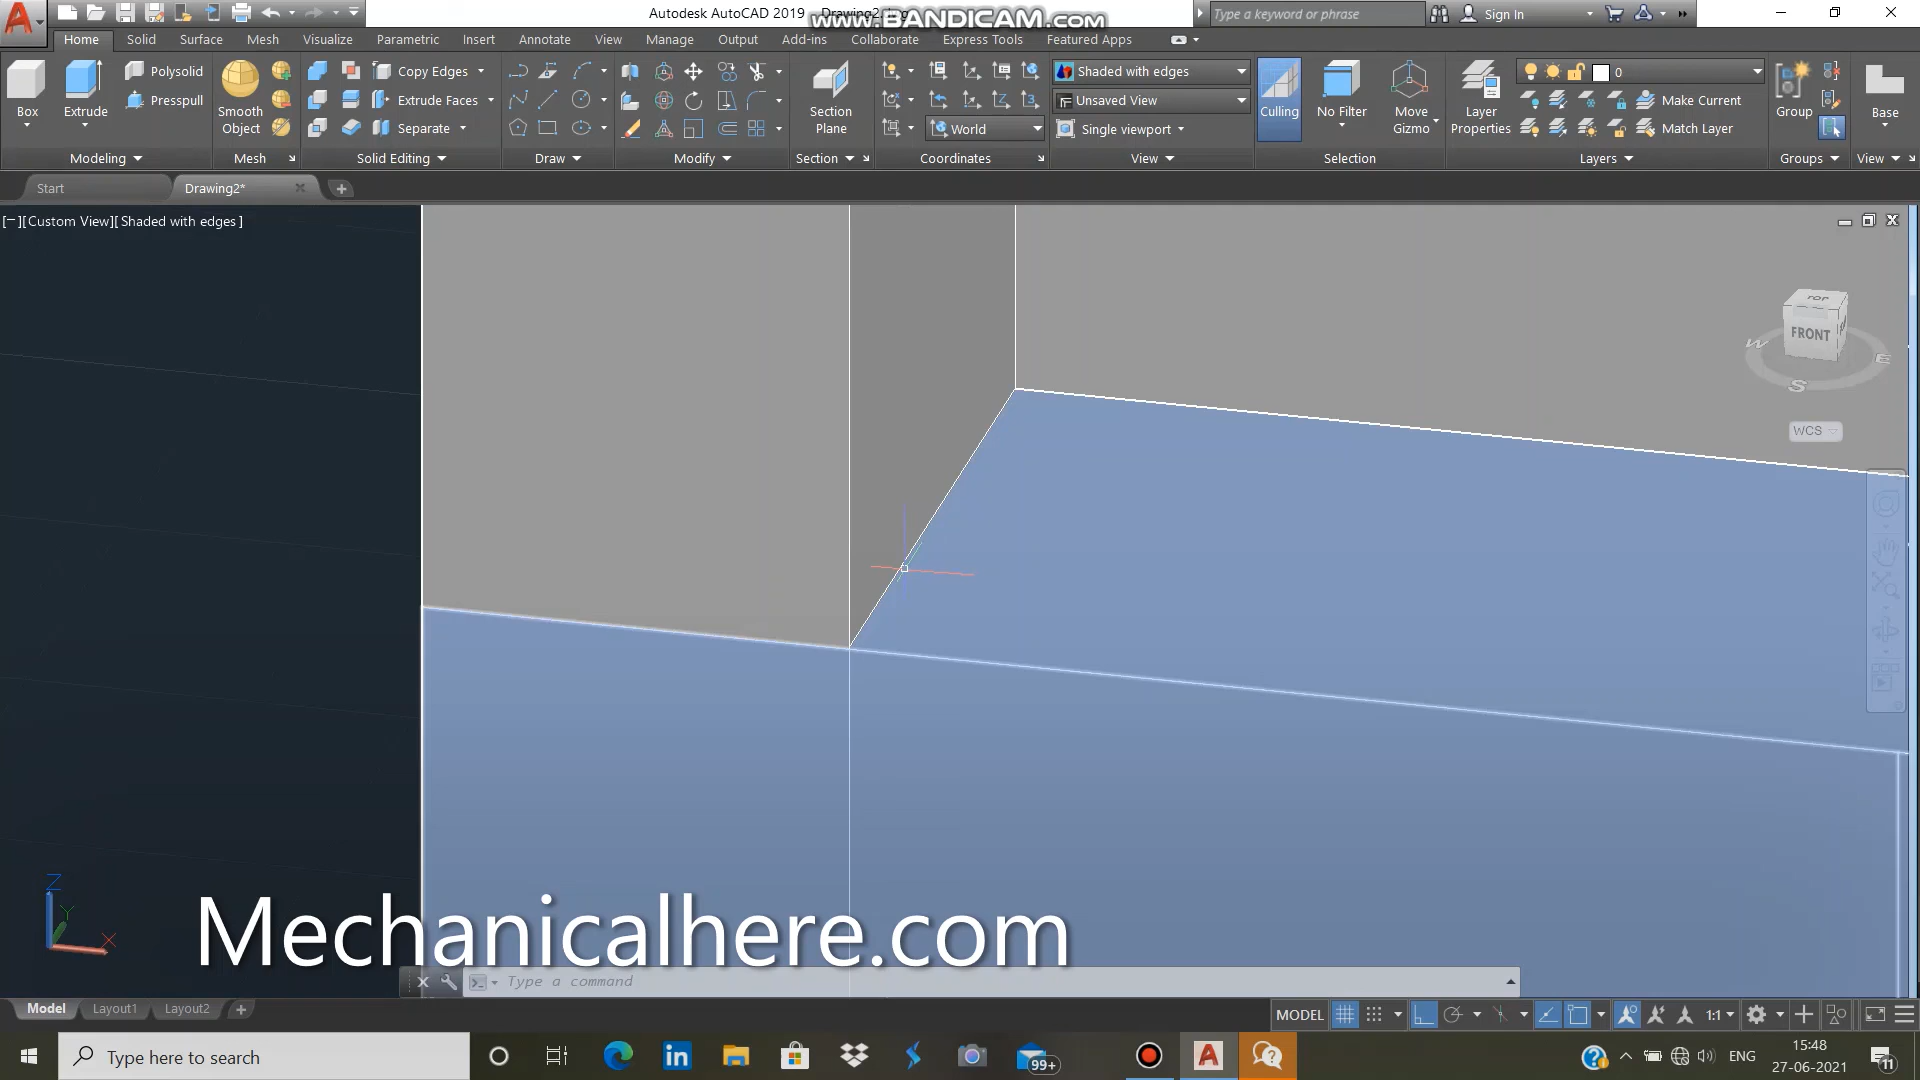 Autodesk AutoCAD 2019 Drawing2.dwg
www.BANDICAM.com
Type a keyword or phrase
Sign In
Home Solid Surface Mesh Visualize Parametric Insert Annotate View Manage Output Add-ins Collaborate Express Tools Featured Apps
Box
Extrude
Polysolid
Presspull
Modeling
Smooth Object
Mesh
Copy Edges
Extrude Faces
Separate
Solid Editing
Draw
Modify
Section Plane
Section
World
Coordinates
Shaded with edges
Unsaved View
Single viewport
View
Culling
No Filter
Move Gizmo
Selection
Layer Properties
0
Make Current
Match Layer
Layers
Group
Groups
Base
View
Start
Drawing2*
[−][Custom View][Shaded with edges]
TOP
FRONT
W
E
S
WCS
Z
Y
X
Mechanicalhere.com
Type a command
Model Layout1 Layout2
MODEL
1:1
Type here to search
99+
ENG
15:48
27-06-2021
11